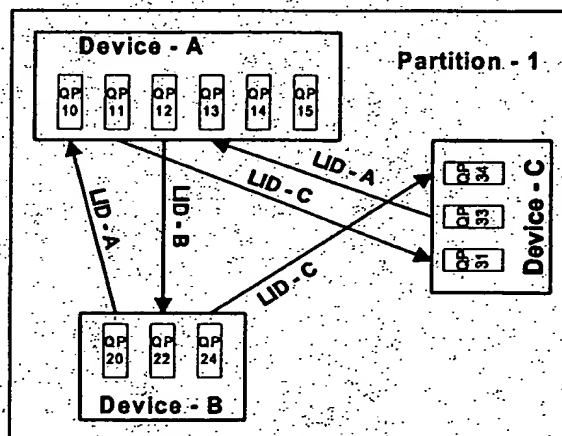 Device - A
Partition - 1
QP 10
QP 11
QP 12
QP 13
QP 14
QP 15
LID - A
LID - B
LID - C
LID - A
LID - C
QP 34
QP 33
QP 31
Device - C
QP 20
QP 22
QP 24
Device - B